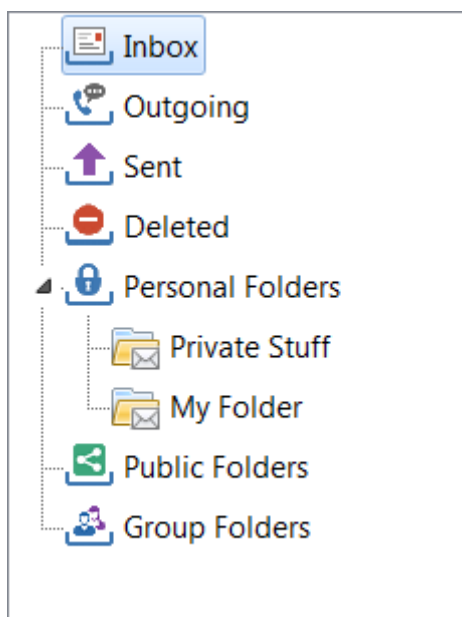 Inbox
Outgoing
Sent
Deleted
Personal Folders
Private Stuff
My Folder
Public Folders
Group Folders